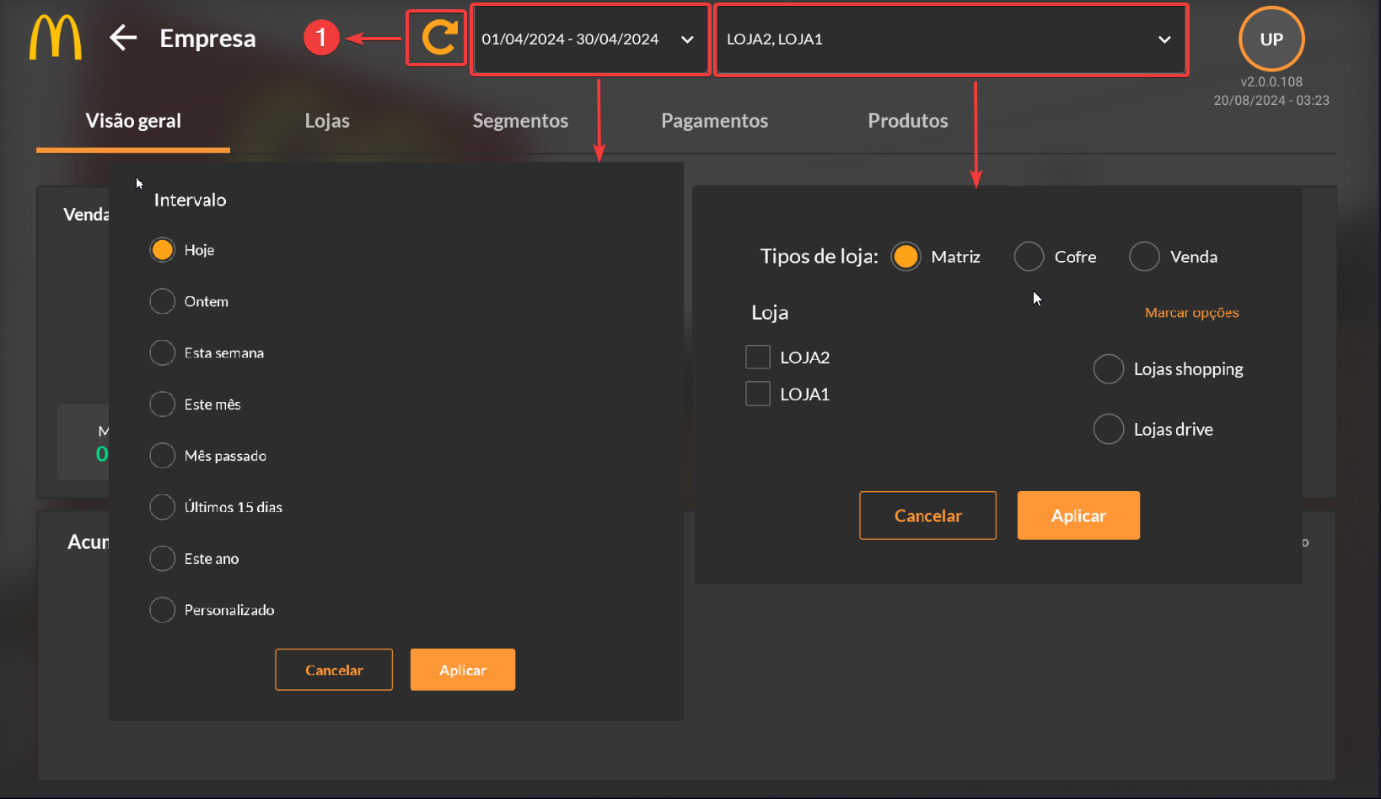 Empresa
1
01/04/2024 - 30/04/2024
LOJA2, LOJA1
UP
v2.0.0.108
20/08/2024 - 03:23
Visão geral
Lojas
Segmentos
Pagamentos
Produtos
Venda
Intervalo
Hoje
Ontem
Esta semana
Este mês
Mês passado
Últimos 15 dias
Este ano
Personalizado
Cancelar
Aplicar
M
0
Acum
Tipos de loja:
Matriz
Cofre
Venda
Loja
Marcar opções
LOJA2
LOJA1
Lojas shopping
Lojas drive
Cancelar
Aplicar
o